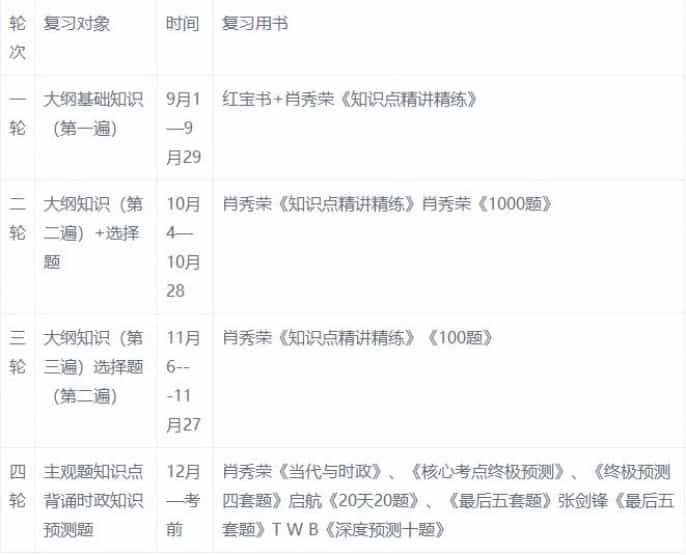 轮次 复习对象 时间 复习用书
一轮 大纲基础知识（第一遍） 9月1—9月29 红宝书+肖秀荣《知识点精讲精练》
二轮 大纲知识（第二遍）+选择题 10月4—10月28 肖秀荣《知识点精讲精练》肖秀荣《1000题》
三轮 大纲知识（第三遍）选择题（第二遍） 11月6---11月27 肖秀荣《知识点精讲精练》《100题》
四轮 主观题知识点背诵时政知识预测题 12月—考前 肖秀荣《当代与时政》、《核心考点终极预测》、《终极预测四套题》启航《20天20题》、《最后五套题》张剑锋《最后五套题》T W B《深度预测十题》